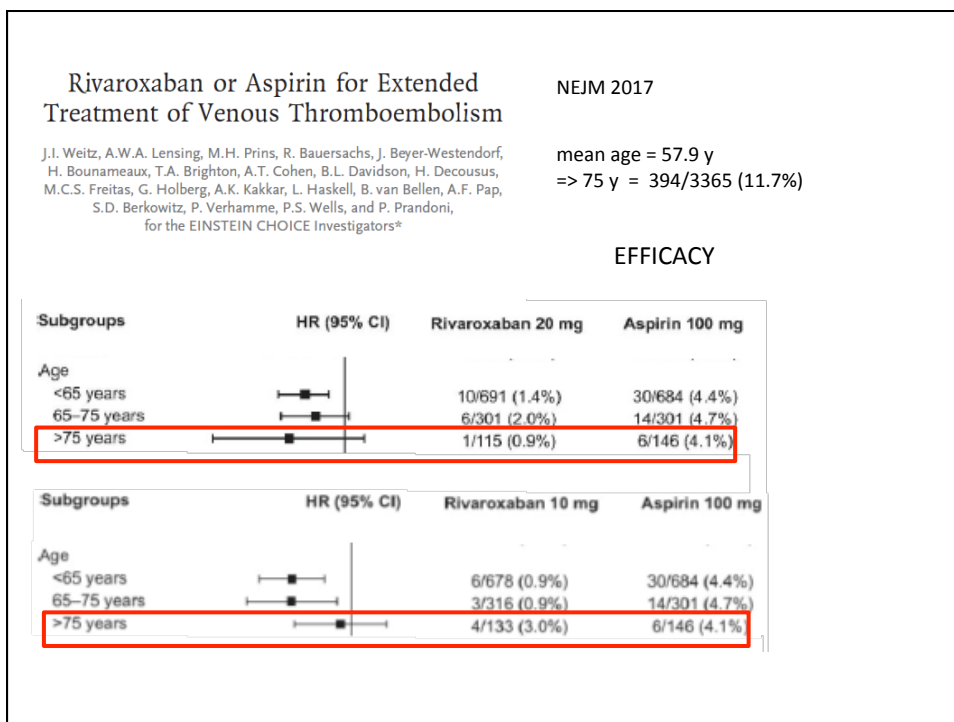 Rivaroxaban or Aspirin for Extended
Treatment of Venous Thromboembolism
J.I. Weitz, A.W.A. Lensing, M.H. Prins, R. Bauersachs, J. Beyer-Westendorf,
H. Bounameaux, T.A. Brighton, A.T. Cohen, B.L. Davidson, H. Decousus,
M.C.S. Freitas, G. Holberg, A.K. Kakkar, L. Haskell, B. van Bellen, A.F. Pap,
S.D. Berkowitz, P. Verhamme, P.S. Wells, and P. Prandoni,
for the EINSTEIN CHOICE Investigators*
NEJM 2017
mean age = 57.9 y
=> 75 y = 394/3365 (11.7%)
EFFICACY
Subgroups HR (95% CI) Rivaroxaban 20 mg Aspirin 100 mg
Age
<65 years 10/691 (1.4%) 30/684 (4.4%)
65–75 years 6/301 (2.0%) 14/301 (4.7%)
>75 years 1/115 (0.9%) 6/146 (4.1%)
Subgroups HR (95% CI) Rivaroxaban 10 mg Aspirin 100 mg
Age
<65 years 6/678 (0.9%) 30/684 (4.4%)
65–75 years 3/316 (0.9%) 14/301 (4.7%)
>75 years 4/133 (3.0%) 6/146 (4.1%)